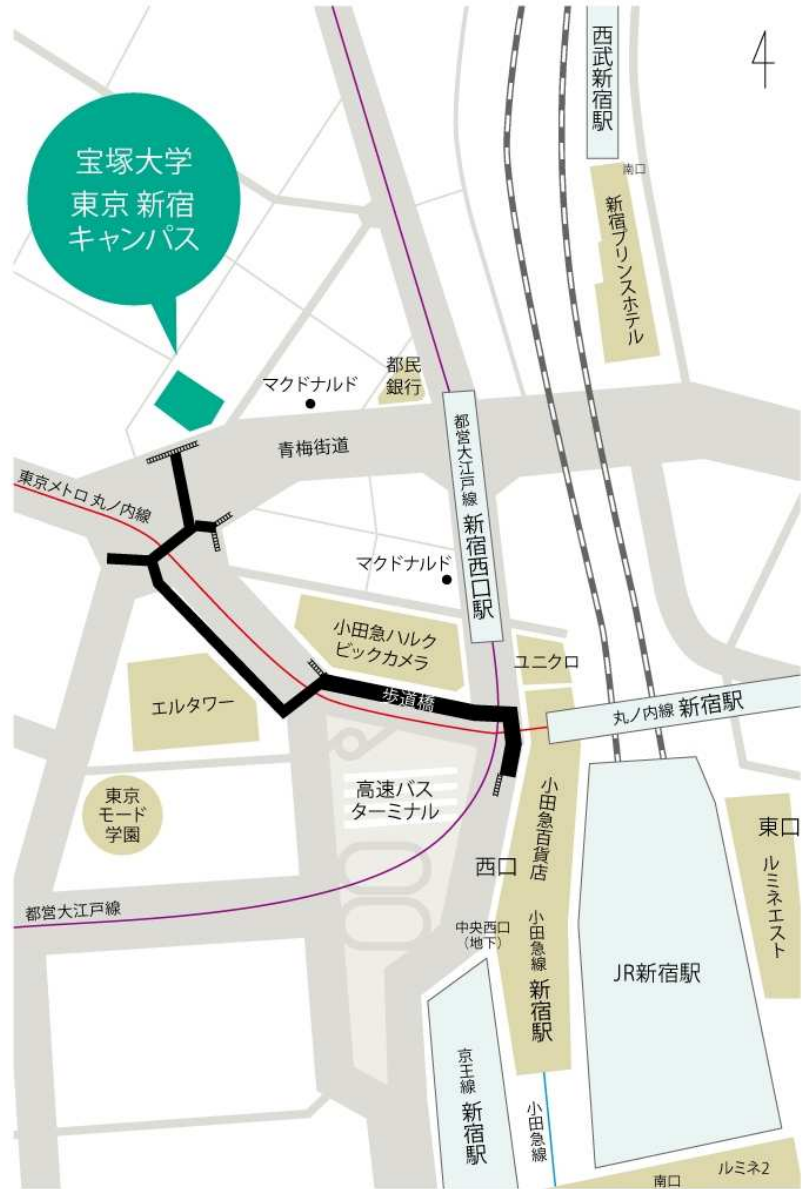 宝塚大学
東京 新宿
キャンパス
西武新宿駅
南口
新宿プリンスホテル
マクドナルド
都民
銀行
青梅街道
都営大江戸線
新宿西口駅
東京メトロ 丸ノ内線
マクドナルド
小田急ハルク
ビックカメラ
ユニクロ
エルタワー
歩道橋
丸ノ内線 新宿駅
東京
モード
学園
高速バス
ターミナル
小田急百貨店
東口
ルミネエスト
西口
都営大江戸線
中央西口
（地下）
小田急線
新宿駅
JR新宿駅
京王線
新宿駅
小田急線
南口
ルミネ2